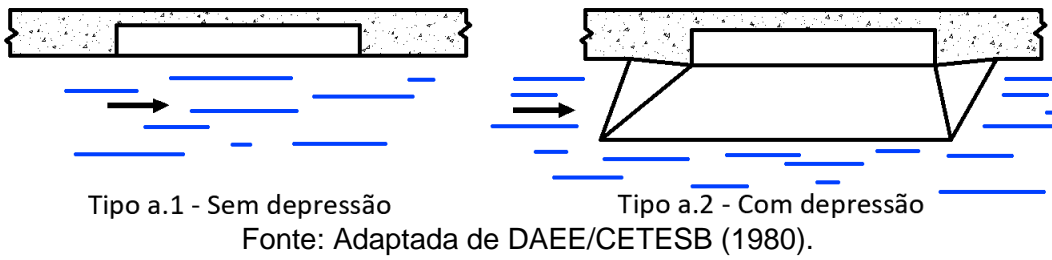 Tipo a.1 - Sem depressão
Tipo a.2 - Com depressão
Fonte: Adaptada de DAEE/CETESB (1980).